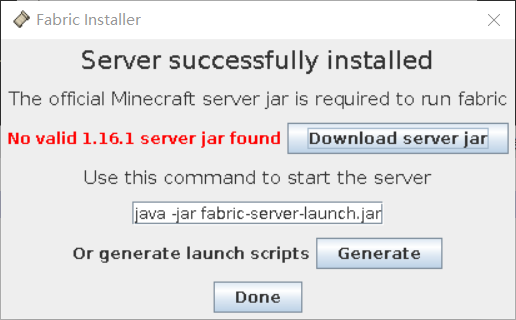 Fabric Installer
Server successfully installed
The official Minecraft server jar is required to run fabric
No valid 1.16.1 server jar found Download server jar
Use this command to start the server
java -jar fabric-server-launch.jar
Or generate launch scripts Generate
Done